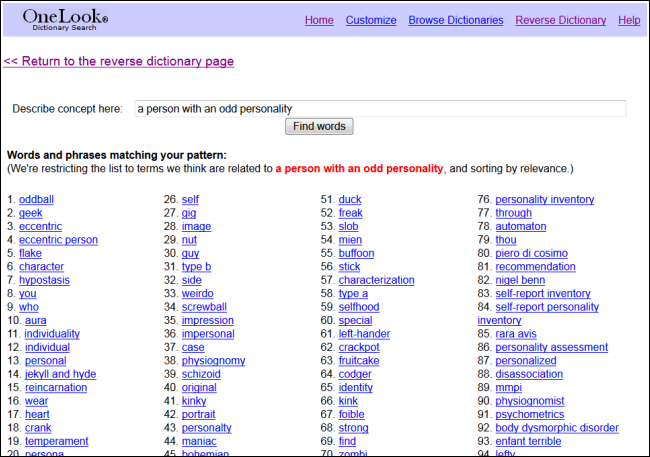 OneLook®
Dictionary Search
Home Customize Browse Dictionaries Reverse Dictionary Help
<< Return to the reverse dictionary page
Describe concept here: a person with an odd personality
Find words
Words and phrases matching your pattern:
(We're restricting the list to terms we think are related to a person with an odd personality, and sorting by relevance.)
1. oddball
2. geek
3. eccentric
4. eccentric person
5. flake
6. character
7. hypostasis
8. you
9. who
10. aura
11. individuality
12. individual
13. personal
14. jekyll and hyde
15. reincarnation
16. wear
17. heart
18. crank
19. temperament
20. persona
26. self
27. gig
28. image
29. nut
30. guy
31. type b
32. side
33. weirdo
34. screwball
35. impression
36. impersonal
37. case
38. physiognomy
39. schizoid
40. original
41. kinky
42. portrait
43. personalty
44. maniac
45. bohemian
51. duck
52. freak
53. slob
54. mien
55. buffoon
56. stick
57. characterization
58. type a
59. selfhood
60. special
61. left-hander
62. crackpot
63. fruitcake
64. codger
65. identity
66. kink
67. foible
68. strong
69. find
70. zombi
76. personality inventory
77. through
78. automaton
79. thou
80. piero di cosimo
81. recommendation
82. nigel benn
83. self-report inventory
84. self-report personality
inventory
85. rara avis
86. personality assessment
87. personalized
88. disassociation
89. mmpi
90. physiognomist
91. psychometrics
92. body dysmorphic disorder
93. enfant terrible
94. lefty